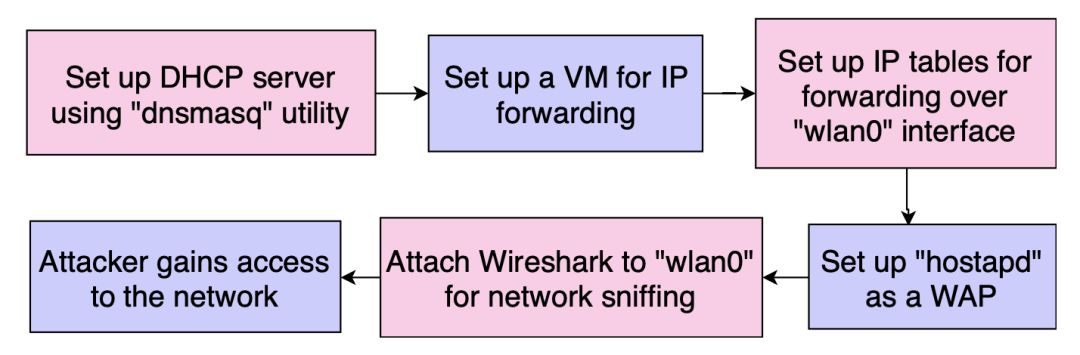 Set up DHCP server
using "dnsmasq" utility
Set up a VM for IP
forwarding
Set up IP tables for
forwarding over
"wlan0" interface
Set up "hostapd"
as a WAP
Attach Wireshark to "wlan0"
for network sniffing
Attacker gains access
to the network